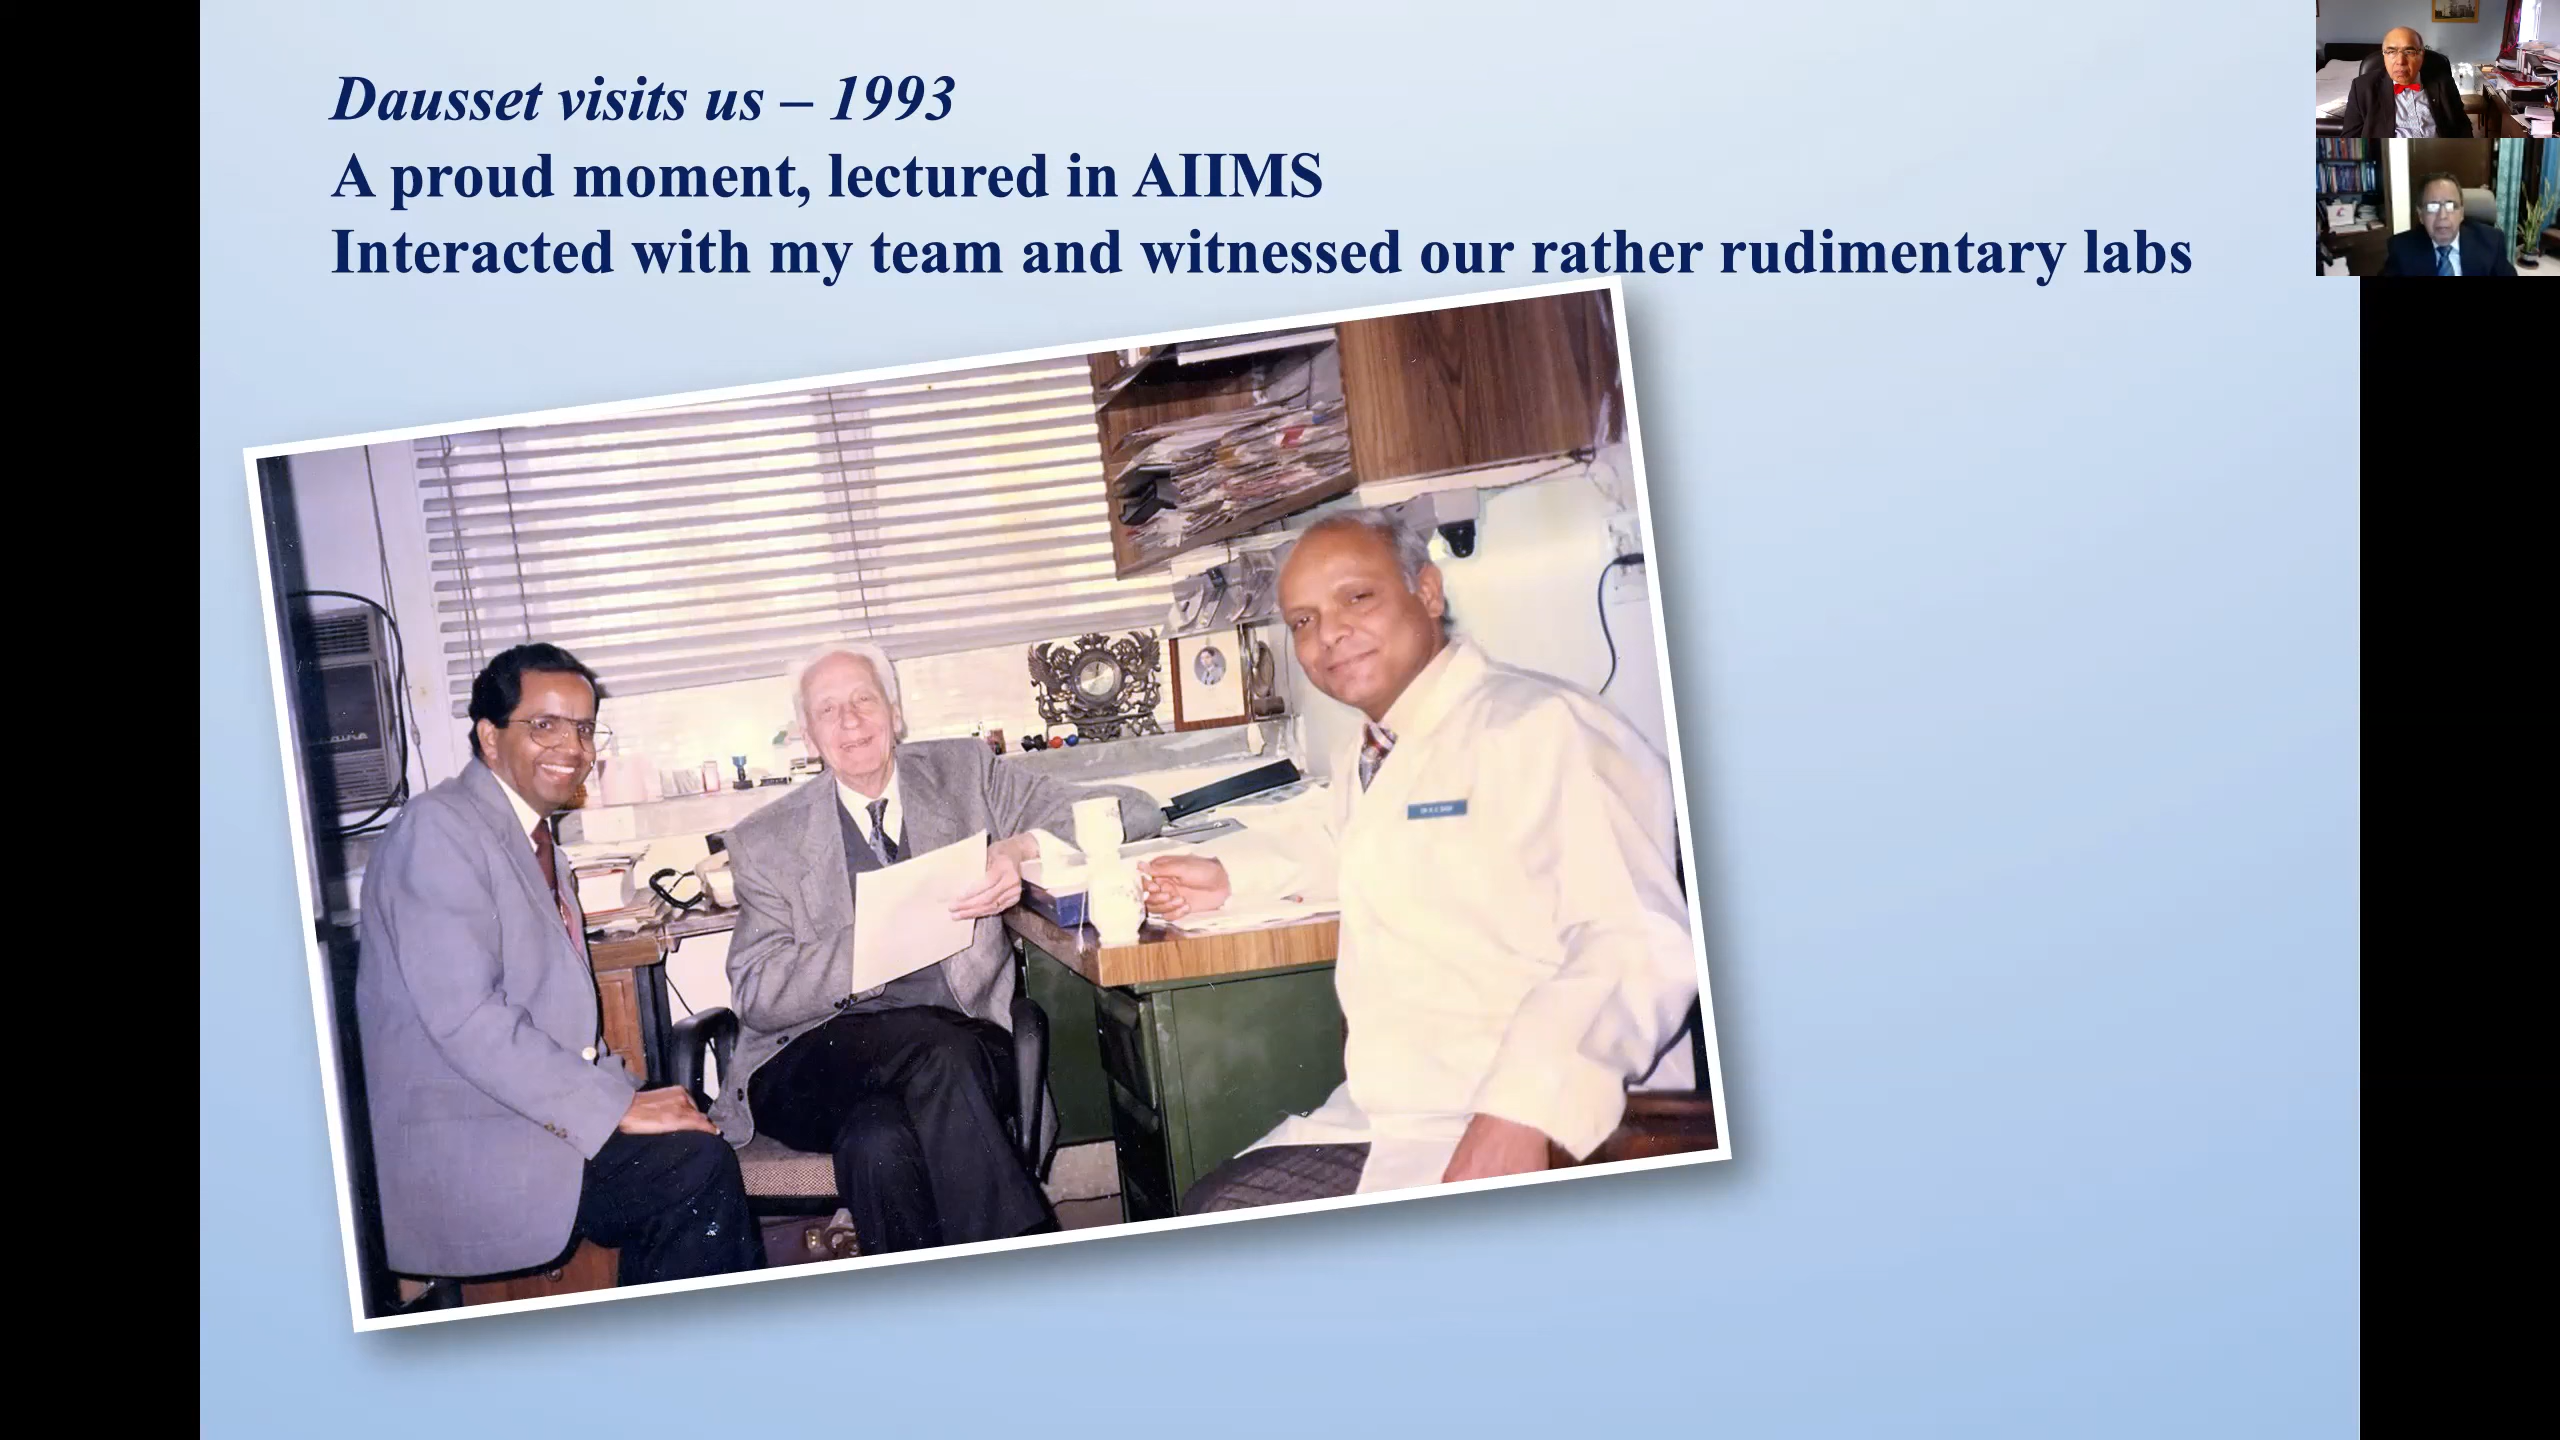 Dausset visits us – 1993
A proud moment, lectured in AIIMS
Interacted with my team and witnessed our rather rudimentary labs